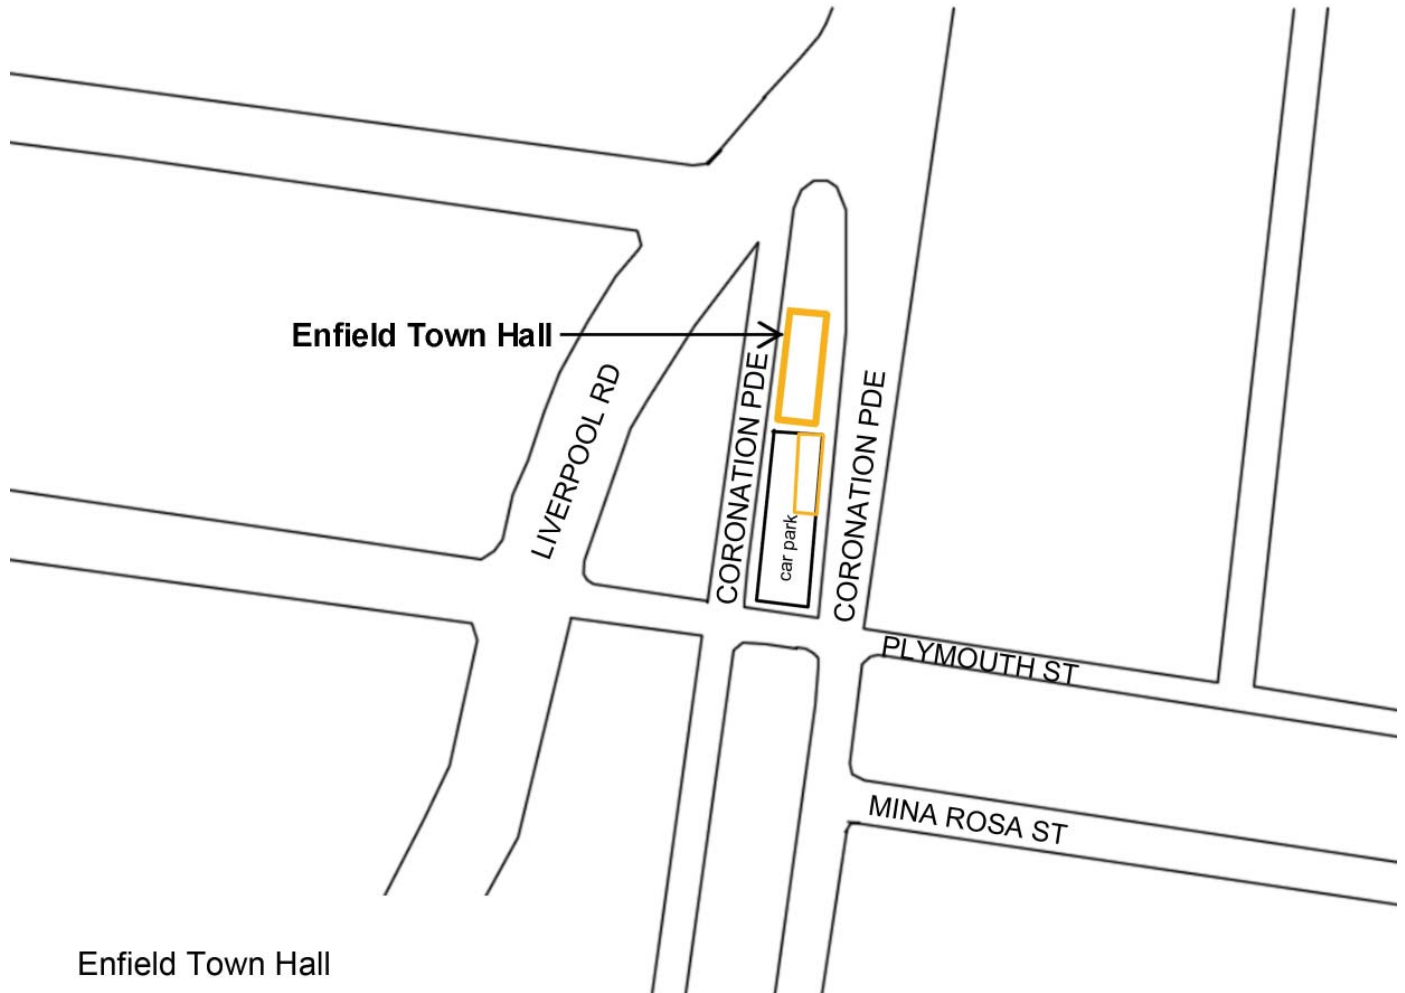 Enfield Town Hall
LIVERPOOL RD
CORONATION PDE
CORONATION PDE
car park
PLYMOUTH ST
MINA ROSA ST
Enfield Town Hall